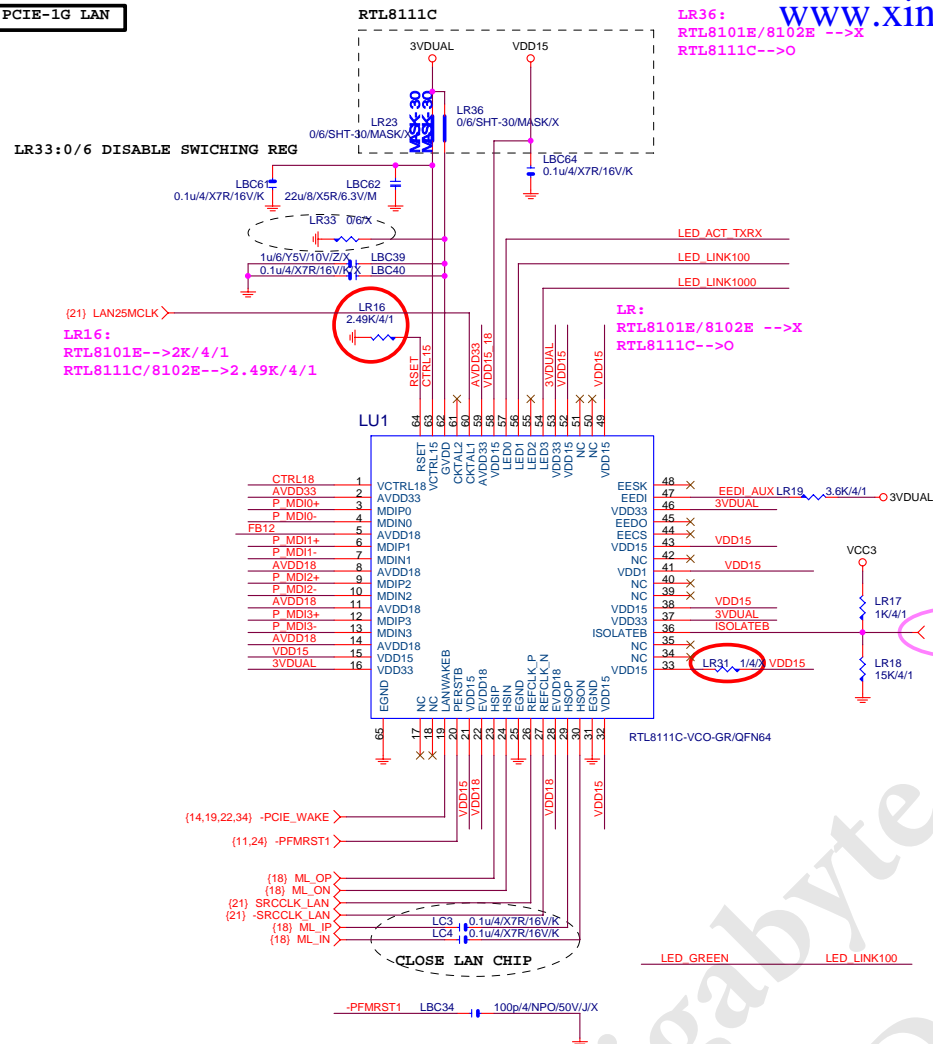 PCIE-1G LAN
RTL8111C
LR36:
RTL8101E/8102E -->X
RTL8111C-->O
www.xin
3VDUAL
VDD15
MASK-30
MASK-30
LR23
0/6/SHT-30/MASK/X
LR36
0/6/SHT-30/MASK/X
LR33:0/6 DISABLE SWICHING REG
LBC64
0.1u/4/X7R/16V/K
LBC61
0.1u/4/X7R/16V/K
LBC62
22u/8/X5R/6.3V/M
LR33 0/6/X
1u/6/Y5V/10V/Z/X LBC39
0.1u/4/X7R/16V/K/X LBC40
LED_ACT_TXRX
LED_LINK100
LED_LINK1000
{21} LAN25MCLK
LR16
2.49K/4/1
LR16:
RTL8101E-->2K/4/1
RTL8111C/8102E-->2.49K/4/1
LR:
RTL8101E/8102E -->X
RTL8111C-->O
RSET
CTRL15
AVDD33
VDD15_18
3VDUAL
VDD15
VDD15
LU1
64 63 62 61 60 59 58 57 56 55 54 53 52 51 50 49
RSET
VCTRL15
GVDD
CKTAL2
CKTAL1
AVDD33
VDD15
LED0
LED1
LED2
LED3
VDD33
VDD15
NC
NC
VDD15
CTRL18 1 VCTRL18
AVDD33 2 AVDD33
P_MDI0+ 3 MDIP0
P_MDI0- 4 MDIN0
FB12 5 AVDD18
P_MDI1+ 6 MDIP1
P_MDI1- 7 MDIN1
AVDD18 8 AVDD18
P_MDI2+ 9 MDIP2
P_MDI2- 10 MDIN2
AVDD18 11 AVDD18
P_MDI3+ 12 MDIP3
P_MDI3- 13 MDIN3
AVDD18 14 AVDD18
VDD15 15 VDD15
3VDUAL 16 VDD33
EESK 48
EEDI 47 EEDI_AUX LR19 3.6K/4/1 3VDUAL
VDD33 46 3VDUAL
EEDO 45
EECS 44
VDD15 43 VDD15
NC 42
VDD1 41 VDD15
NC 40
NC 39
VDD15 38 VDD15
VDD33 37 3VDUAL
ISOLATEB 36 ISOLATEB
NC 35
NC 34
VDD15 33 LR31 1/4/X VDD15
VCC3
LR17
1K/4/1
LR18
15K/4/1
EGND
NC
NC
LANWAKEB
PERSTB
VDD15
EVDD18
HSIP
HSIN
EGND
REFCLK_P
REFCLK_N
EVDD18
HSOP
HSON
EGND
VDD15
65 17 18 19 20 21 22 23 24 25 26 27 28 29 30 31 32
RTL8111C-VCO-GR/QFN64
VDD15
VDD18
VDD18
VDD15
{14,19,22,34} -PCIE_WAKE
{11,24} -PFMRST1
{18} ML_OP
{18} ML_ON
{21} SRCCLK_LAN
{21} -SRCCLK_LAN
{18} ML_IP
{18} ML_IN
LC3 0.1u/4/X7R/16V/K
LC4 0.1u/4/X7R/16V/K
CLOSE LAN CHIP
LED_GREEN LED_LINK100
-PFMRST1 LBC34 100p/4/NPO/50V/J/X
gabyte